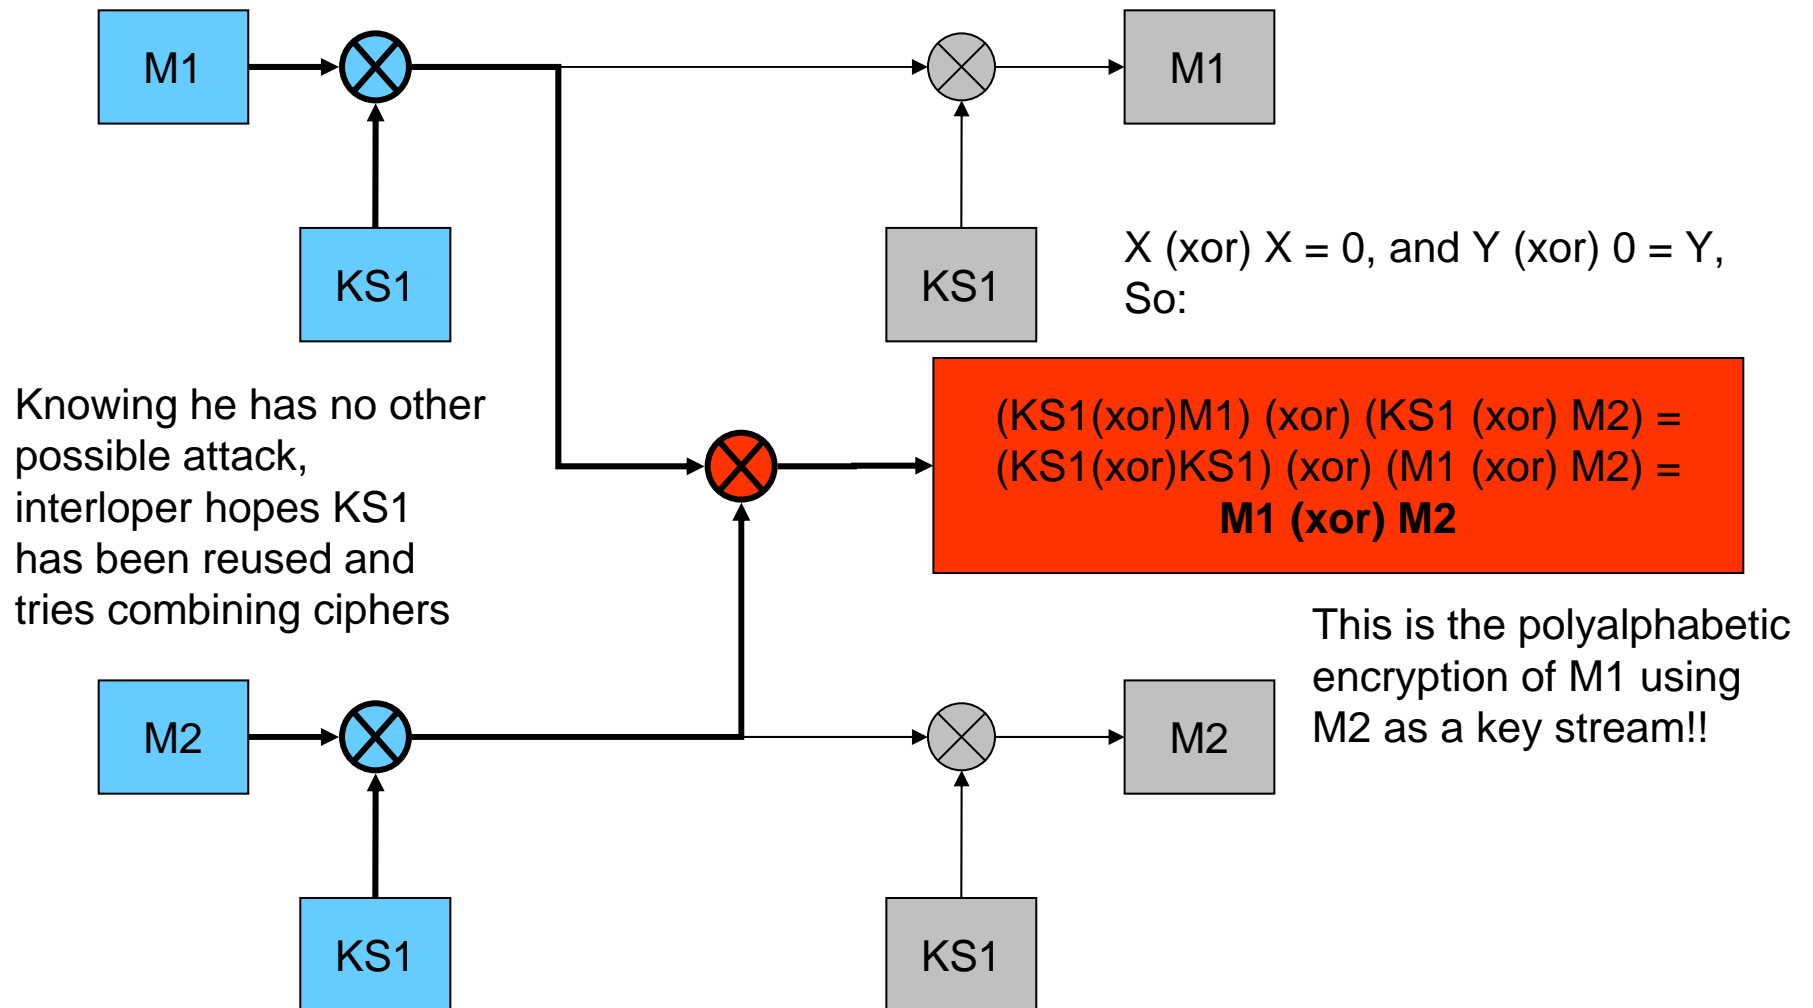 M1
M1
KS1
KS1
X (xor) X = 0, and Y (xor) 0 = Y,
So:
Knowing he has no other
possible attack,
interloper hopes KS1
has been reused and
tries combining ciphers
(KS1(xor)M1) (xor) (KS1 (xor) M2) =
(KS1(xor)KS1) (xor) (M1 (xor) M2) =
M1 (xor) M2
This is the polyalphabetic
encryption of M1 using
M2 as a key stream!!
M2
M2
KS1
KS1